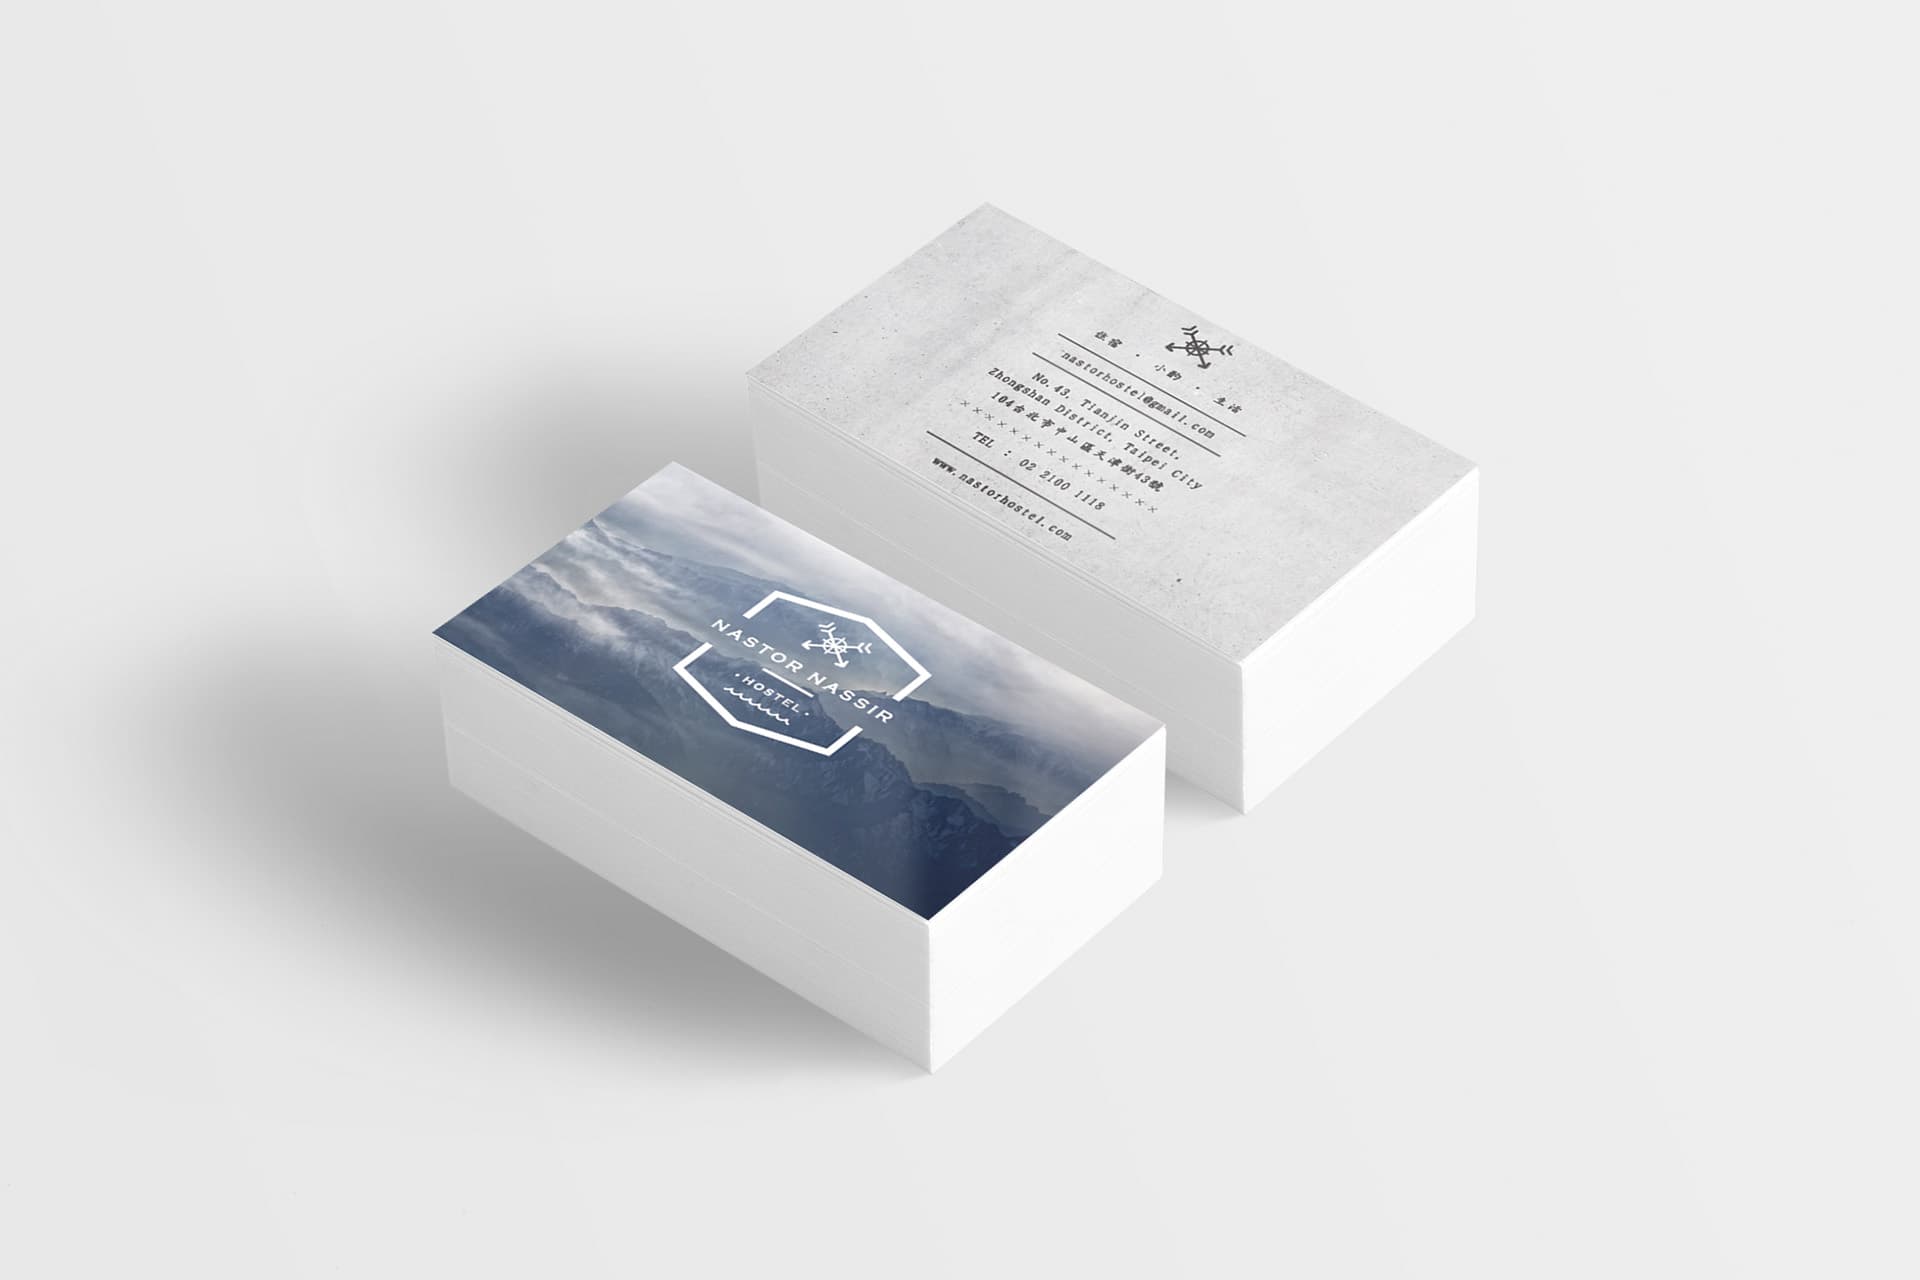 住宿 · 小酌 · 生活
nastorhostel@gmail.com
No.43, Tianjin Street,
Zhongshan District, Taipei City
104台北市中山區天津街43號
×××××××××××××××××
TEL : 02 2100 1118
www.nastorhostel.com
NASTOR NASSIR
·HOSTEL·